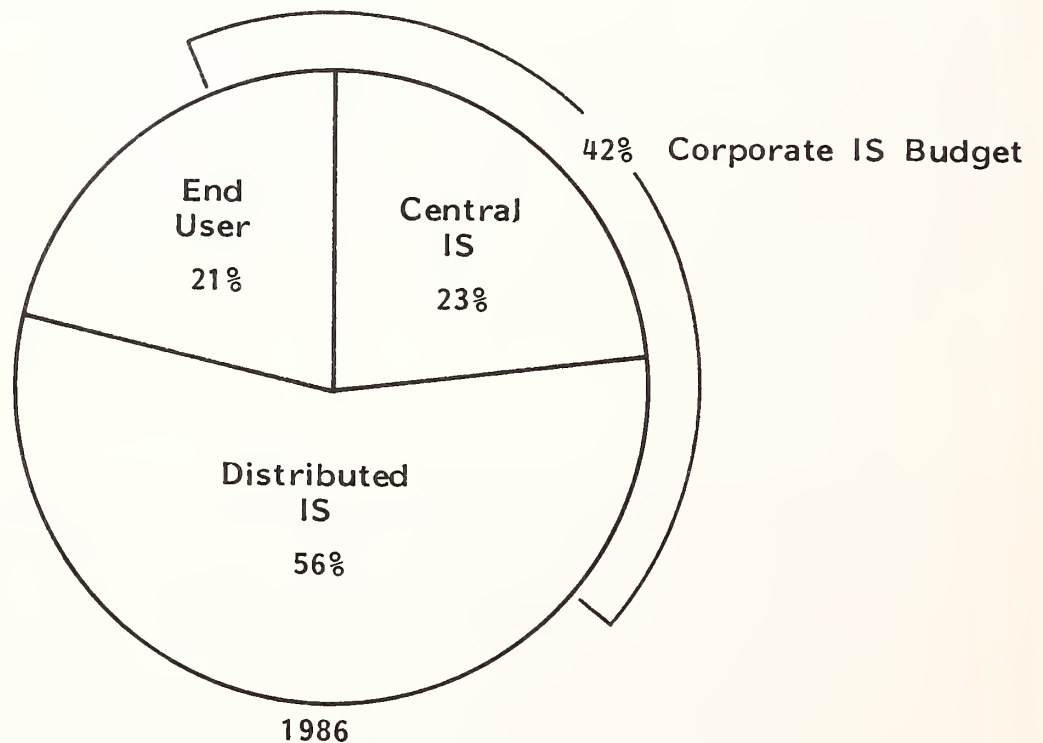 42% Corporate IS Budget
End
User
21%
Central
IS
23%
Distributed
IS
56%
1986